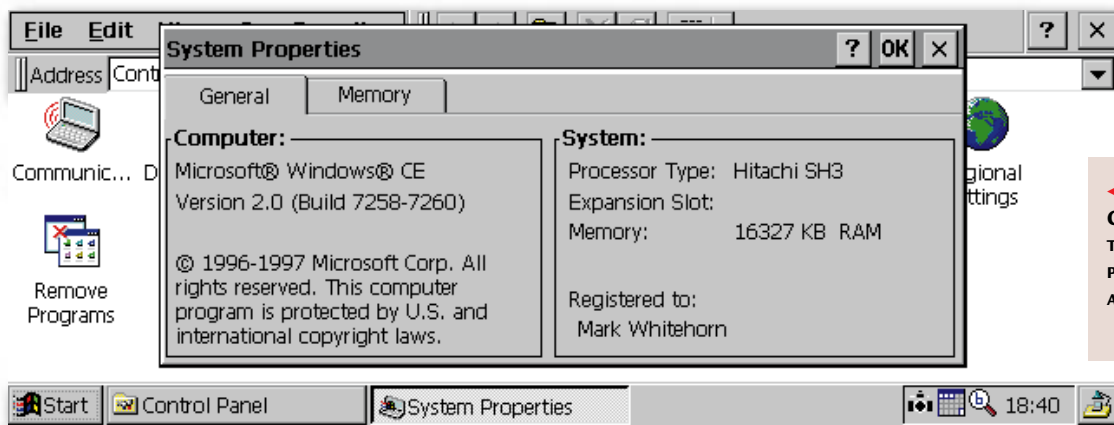 File Edit
? ×
System Properties ? OK ×
Address Cont
General Memory
Communic... D
gional
ttings
Remove
Programs
Computer:
Microsoft® Windows® CE
Version 2.0 (Build 7258-7260)
© 1996-1997 Microsoft Corp. All
rights reserved. This computer
program is protected by U.S. and
international copyright laws.
System:
Processor Type: Hitachi SH3
Expansion Slot:
Memory: 16327 KB RAM
Registered to:
Mark Whitehorn
Start Control Panel System Properties 18:40